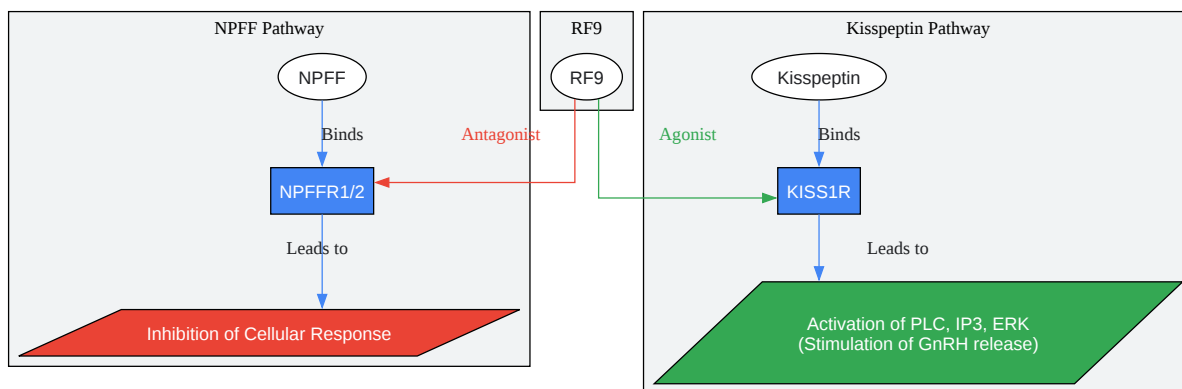 NPFF Pathway
RF9
Kisspeptin Pathway
NPFF
RF9
Kisspeptin
Binds
Antagonist
Agonist
Binds
NPFFR1/2
KISS1R
Leads to
Leads to
Inhibition of Cellular Response
Activation of PLC, IP3, ERK
(Stimulation of GnRH release)